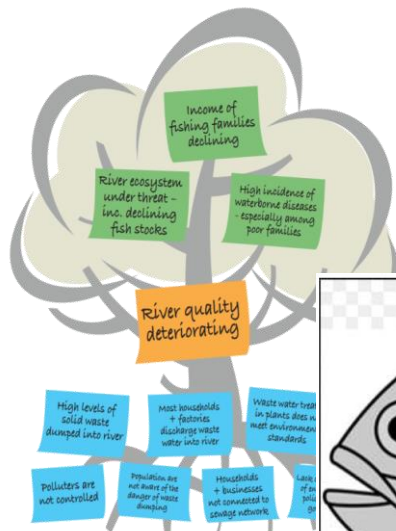 Income of
fishing families
declining
River ecosystem
under threat –
inc. declining
fish stocks
High incidence of
waterborne diseases
- especially among
poor families
River quality
deteriorating
High levels of
solid waste
dumped into river
Most households
+ factories
discharge waste
water into river
Waste water
in plants does
meet
standards
Polluters are
not controlled
Population are
not aware of the
danger of waste
dumping
Households
+ businesses
not connected to
sewage network
Lack
of